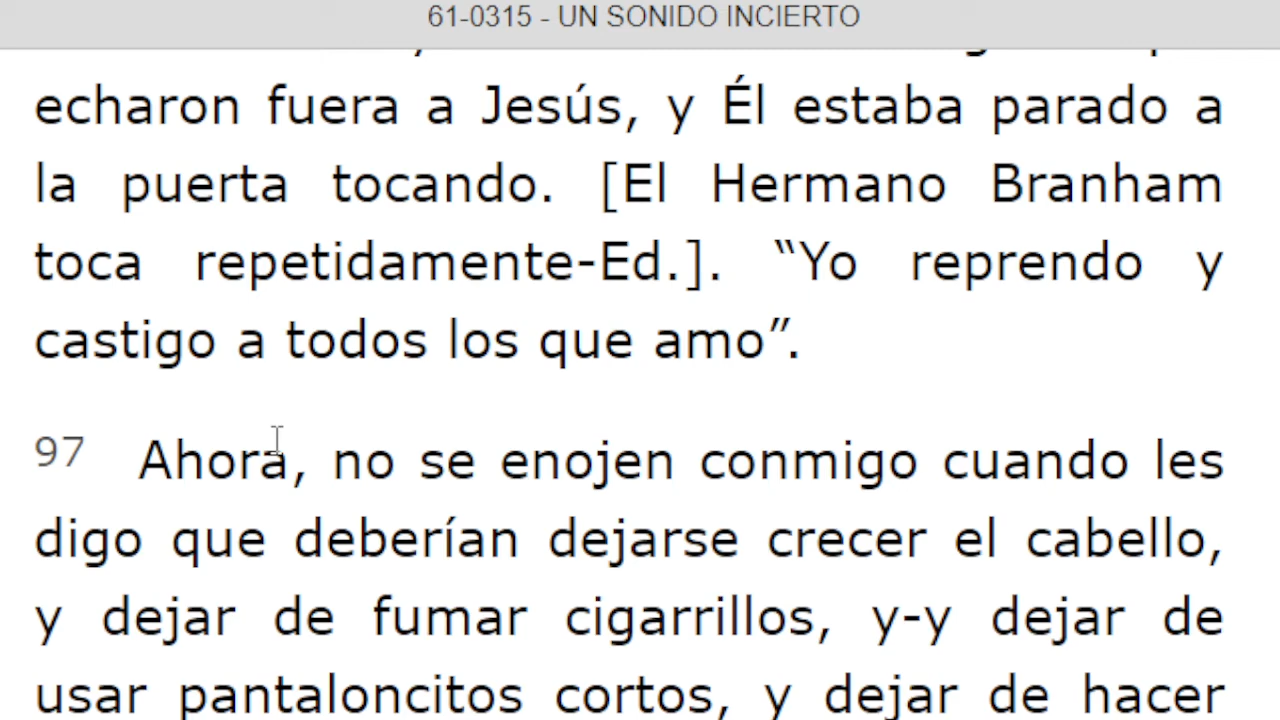 61-0315 - UN SONIDO INCIERTO
echaron fuera a Jesús, y Él estaba parado a
la puerta tocando. [El Hermano Branham
toca repetidamente-Ed.]. “Yo reprendo y
castigo a todos los que amo”.
97 Ahora, no se enojen conmigo cuando les
digo que deberían dejarse crecer el cabello,
y dejar de fumar cigarrillos, y-y dejar de
usar pantaloncitos cortos, y dejar de hacer